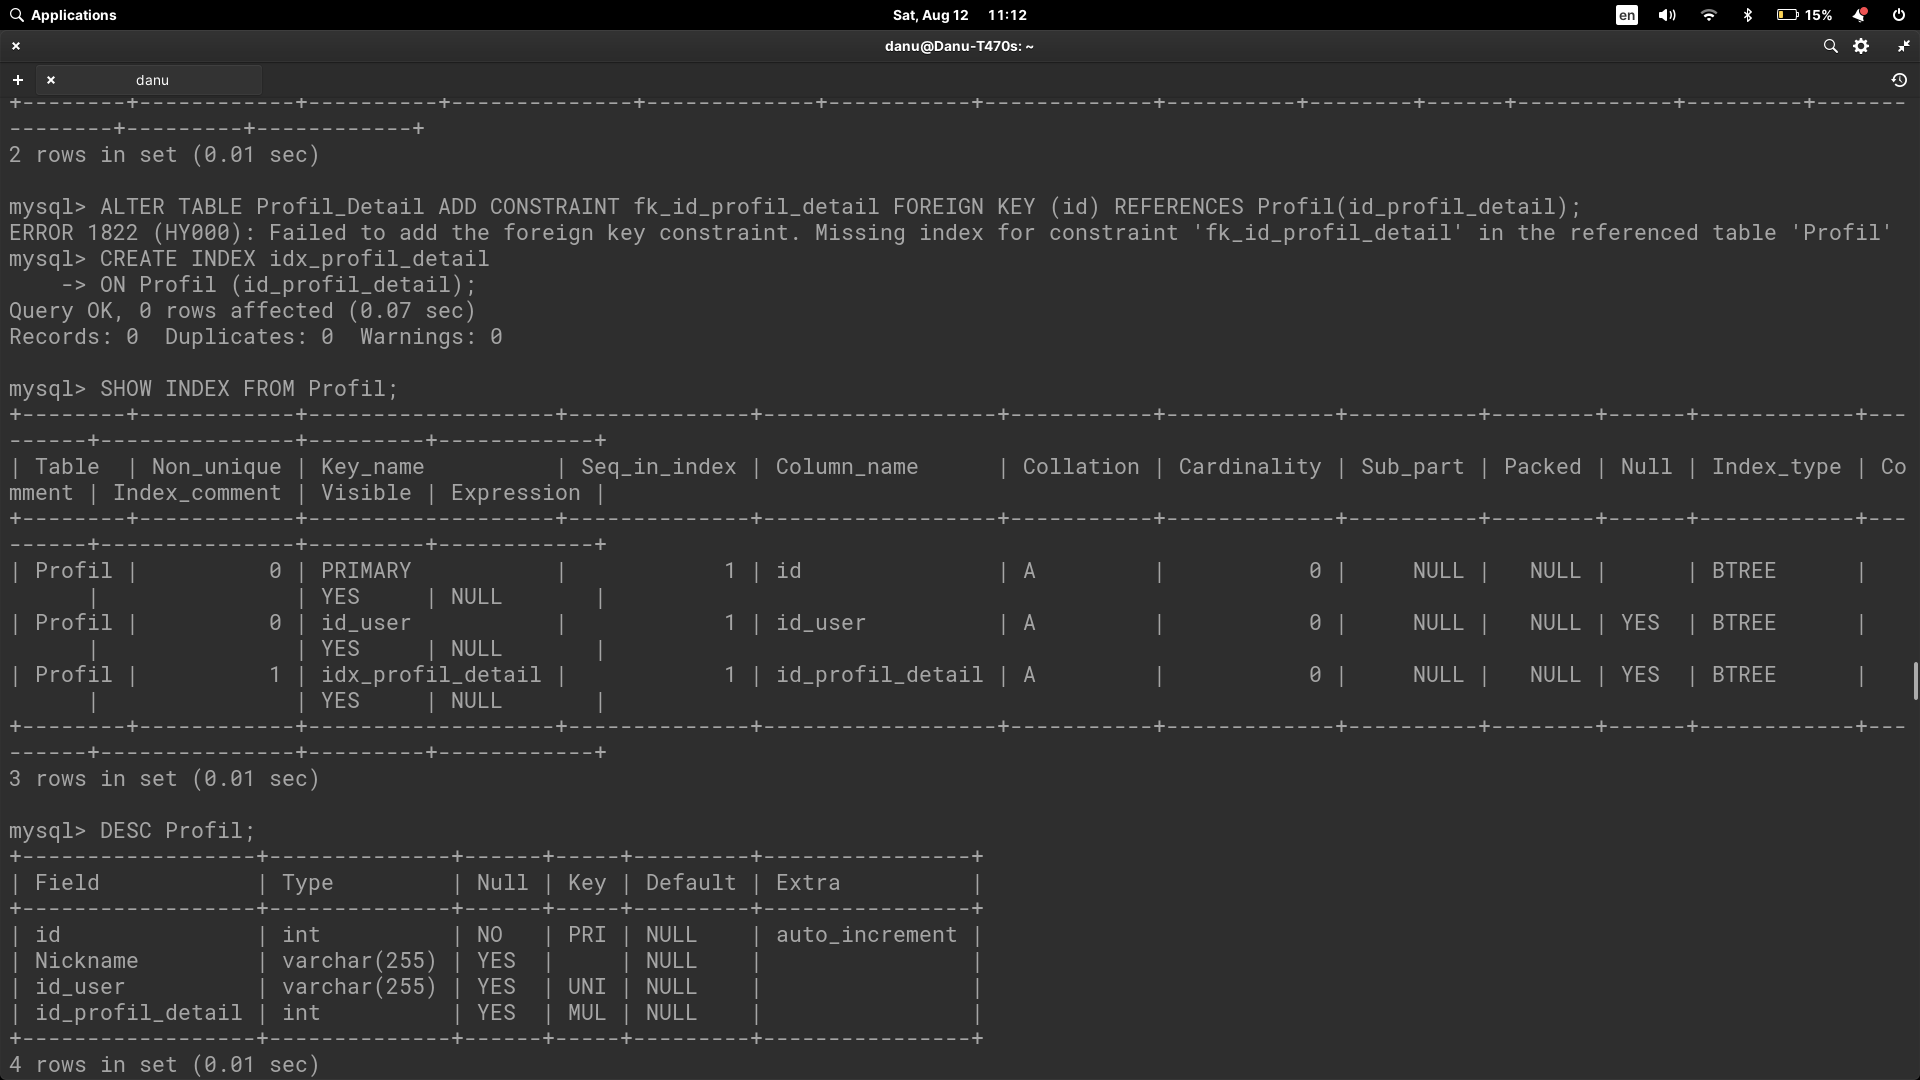 Applications
Sat, Aug 12 11:12
en 15%
danu@Danu-T470s: ~
danu
+--------+------------+----------+--------------+-------------+-----------+-------------+----------+--------+------+------------+---------+-------
--------+---------+------------+
2 rows in set (0.01 sec)
mysql> ALTER TABLE Profil_Detail ADD CONSTRAINT fk_id_profil_detail FOREIGN KEY (id) REFERENCES Profil(id_profil_detail);
ERROR 1822 (HY000): Failed to add the foreign key constraint. Missing index for constraint 'fk_id_profil_detail' in the referenced table 'Profil'
mysql> CREATE INDEX idx_profil_detail
    -> ON Profil (id_profil_detail);
Query OK, 0 rows affected (0.07 sec)
Records: 0  Duplicates: 0  Warnings: 0
mysql> SHOW INDEX FROM Profil;
+--------+------------+-------------------+--------------+------------------+-----------+-------------+----------+--------+------+------------+---
------+---------------+---------+------------+
| Table  | Non_unique | Key_name          | Seq_in_index | Column_name      | Collation | Cardinality | Sub_part | Packed | Null | Index_type | Co
mment | Index_comment | Visible | Expression |
+--------+------------+-------------------+--------------+------------------+-----------+-------------+----------+--------+------+------------+---
------+---------------+---------+------------+
| Profil |          0 | PRIMARY           |            1 | id               | A         |           0 |     NULL |   NULL |      | BTREE      |
      |               | YES     | NULL       |
| Profil |          0 | id_user           |            1 | id_user          | A         |           0 |     NULL |   NULL | YES  | BTREE      |
      |               | YES     | NULL       |
| Profil |          1 | idx_profil_detail |            1 | id_profil_detail | A         |           0 |     NULL |   NULL | YES  | BTREE      |
      |               | YES     | NULL       |
+--------+------------+-------------------+--------------+------------------+-----------+-------------+----------+--------+------+------------+---
------+---------------+---------+------------+
3 rows in set (0.01 sec)
mysql> DESC Profil;
+------------------+--------------+------+-----+---------+----------------+
| Field            | Type         | Null | Key | Default | Extra          |
+------------------+--------------+------+-----+---------+----------------+
| id               | int          | NO   | PRI | NULL    | auto_increment |
| Nickname         | varchar(255) | YES  |     | NULL    |                |
| id_user          | varchar(255) | YES  | UNI | NULL    |                |
| id_profil_detail | int          | YES  | MUL | NULL    |                |
+------------------+--------------+------+-----+---------+----------------+
4 rows in set (0.01 sec)